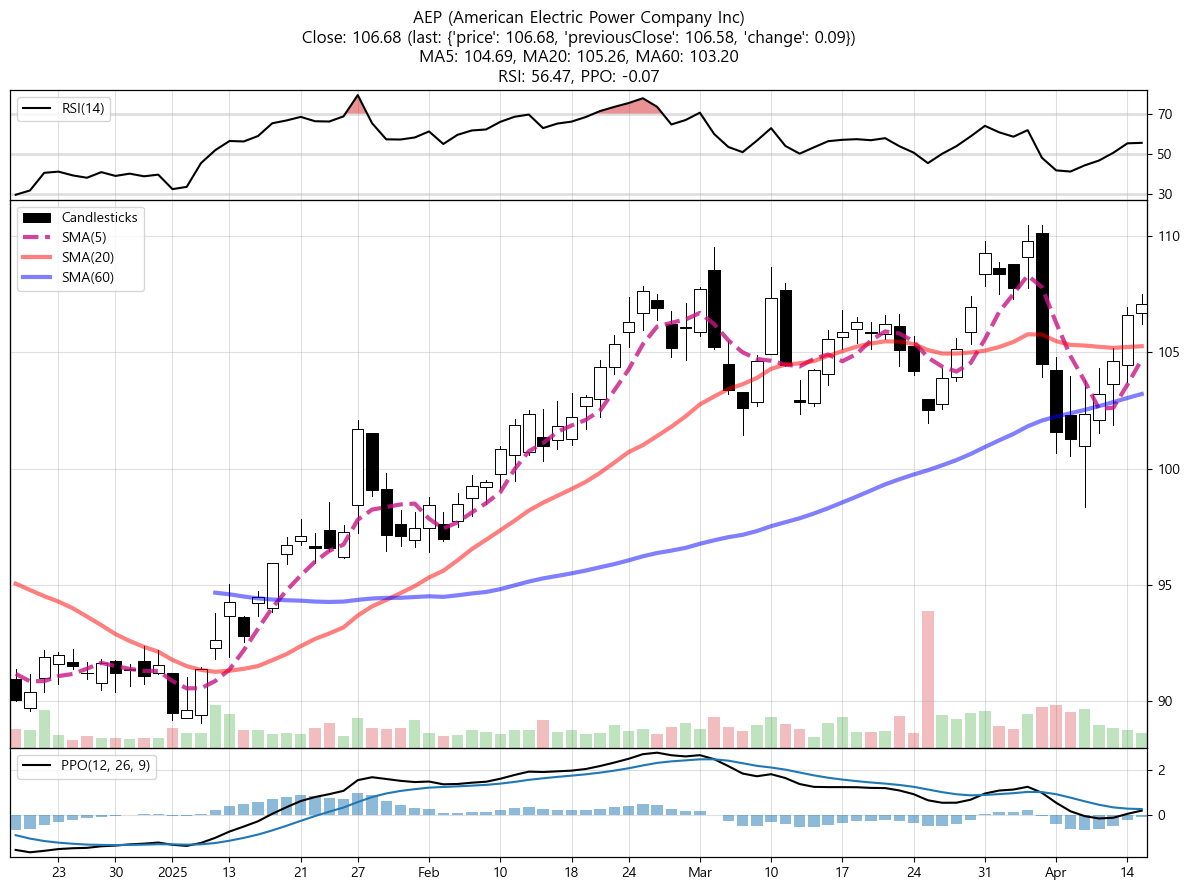 AEP (American Electric Power Company Inc)
Close: 106.68 (last: {'price': 106.68, 'previousClose': 106.58, 'change': 0.09})
MA5: 104.69, MA20: 105.26, MA60: 103.20
RSI: 56.47, PPO: -0.07
RSI(14)
70
50
30
Candlesticks
SMA(5)
SMA(20)
SMA(60)
110
105
100
95
90
PPO(12, 26, 9)
2
0
23 30 2025 13 21 27 Feb 10 18 24 Mar 10 17 24 31 Apr 14